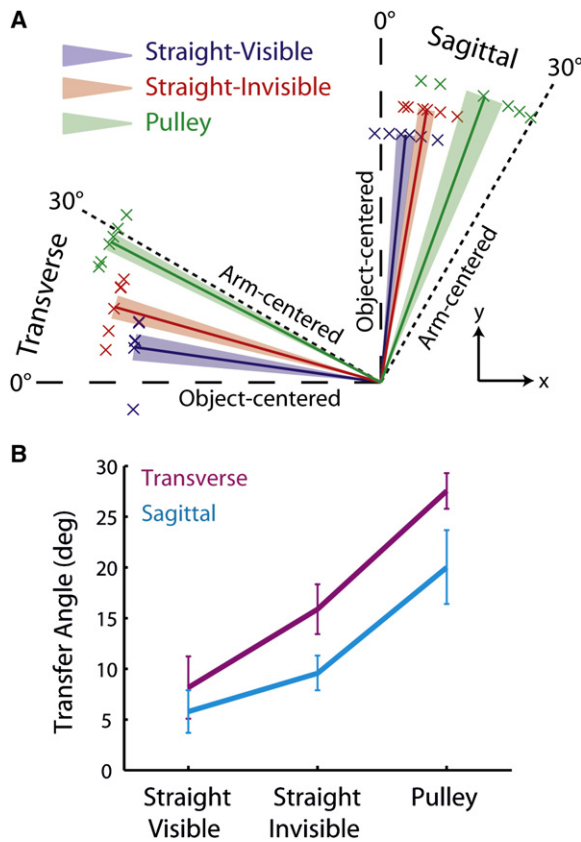 A
Straight-Visible
Straight-Invisible
Pulley
0°
Sagittal
30°
Object-centered
Arm-centered
30°
Transverse
Arm-centered
0°
Object-centered
y
x
B
Transverse
Sagittal
Transfer Angle (deg)
30
25
20
15
10
5
0
Straight
Visible
Straight
Invisible
Pulley